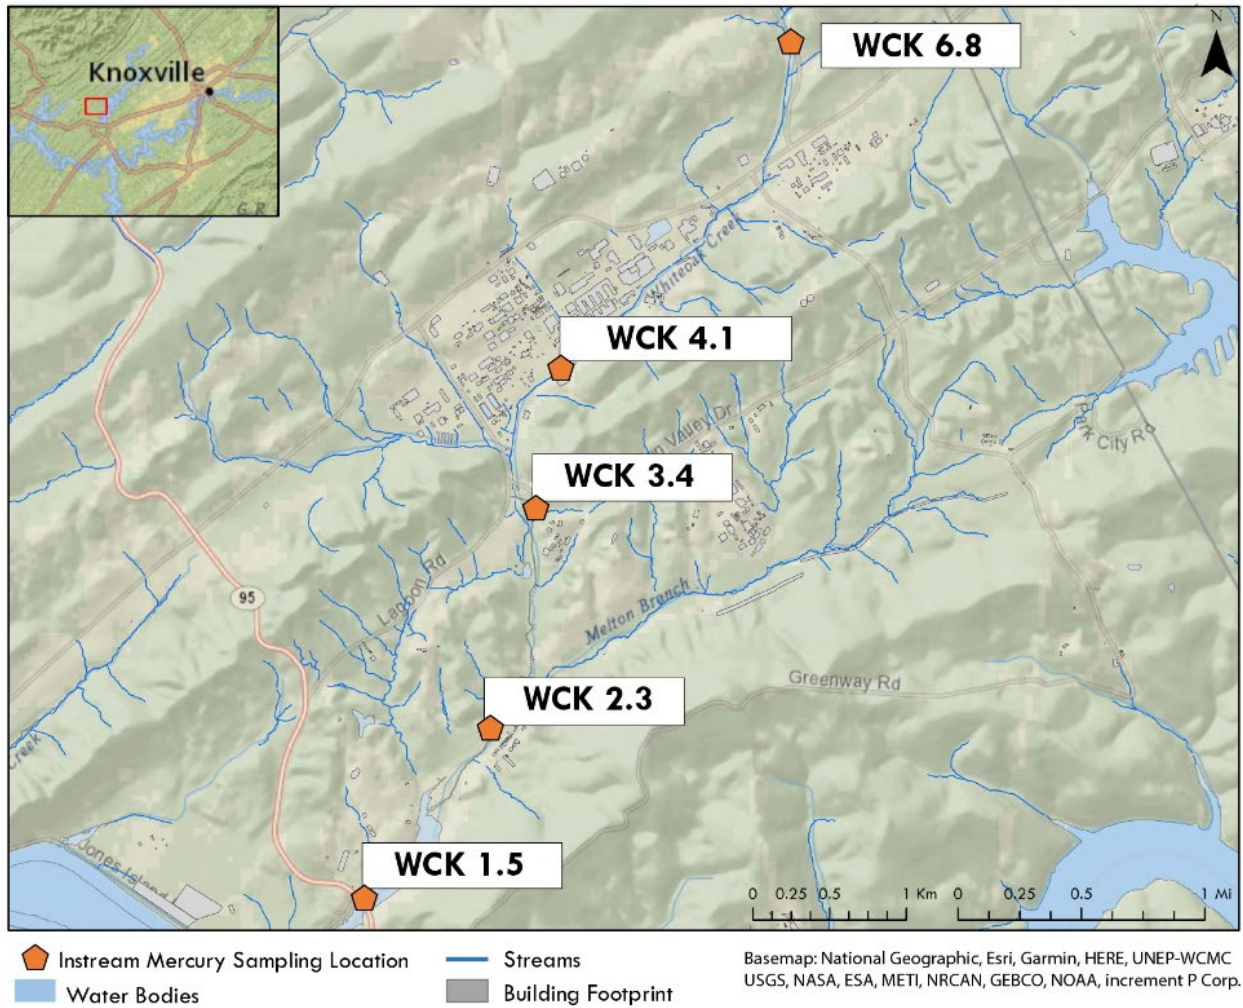 N
Knoxville
G. R
WCK 6.8
Whiteoak Creek
WCK 4.1
n Valley Dr
Park City Rd
WCK 3.4
Lagoon Rd
95
Melton Branch
Greenway Rd
WCK 2.3
Creek
Jones Island
WCK 1.5
0 0.25 0.5 1 Km 0 0.25 0.5 1 Mi
Instream Mercury Sampling Location
Streams
Water Bodies
Building Footprint
Basemap: National Geographic, Esri, Garmin, HERE, UNEP-WCMC
USGS, NASA, ESA, METI, NRCAN, GEBCO, NOAA, increment P Corp.